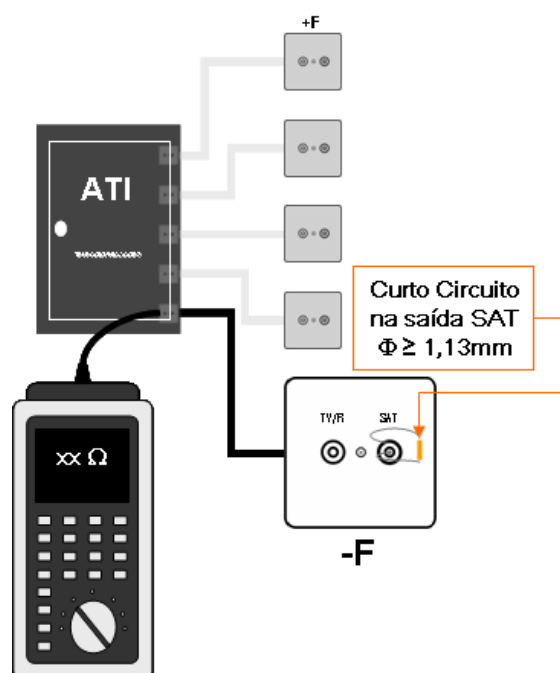 +F
ATI
Curto Circuito
na saída SAT
Φ ≥ 1,13mm
TV/R SAT
xx Ω
-F